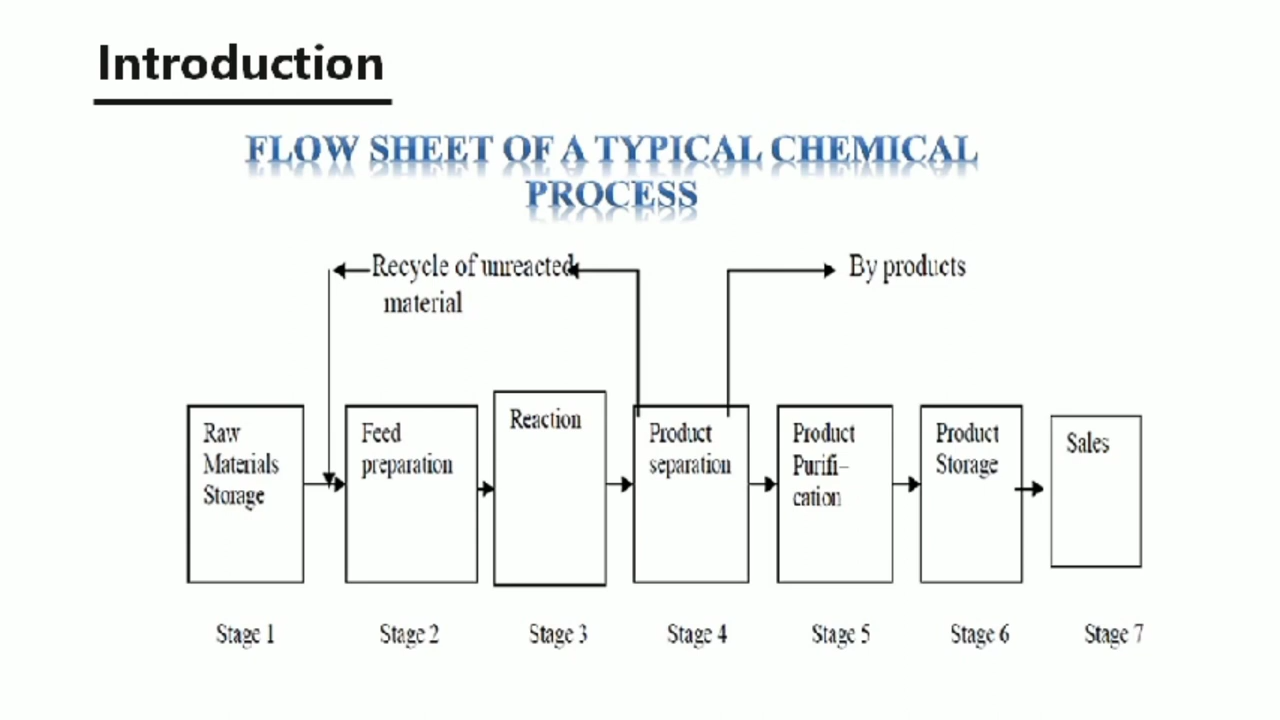 Introduction
FLOW SHEET OF A TYPICAL CHEMICAL
PROCESS
Recycle of unreacted
material
By products
Raw
Materials
Storage
Feed
preparation
Reaction
Product
separation
Product
Purifi-
cation
Product
Storage
Sales
Stage 1
Stage 2
Stage 3
Stage 4
Stage 5
Stage 6
Stage 7